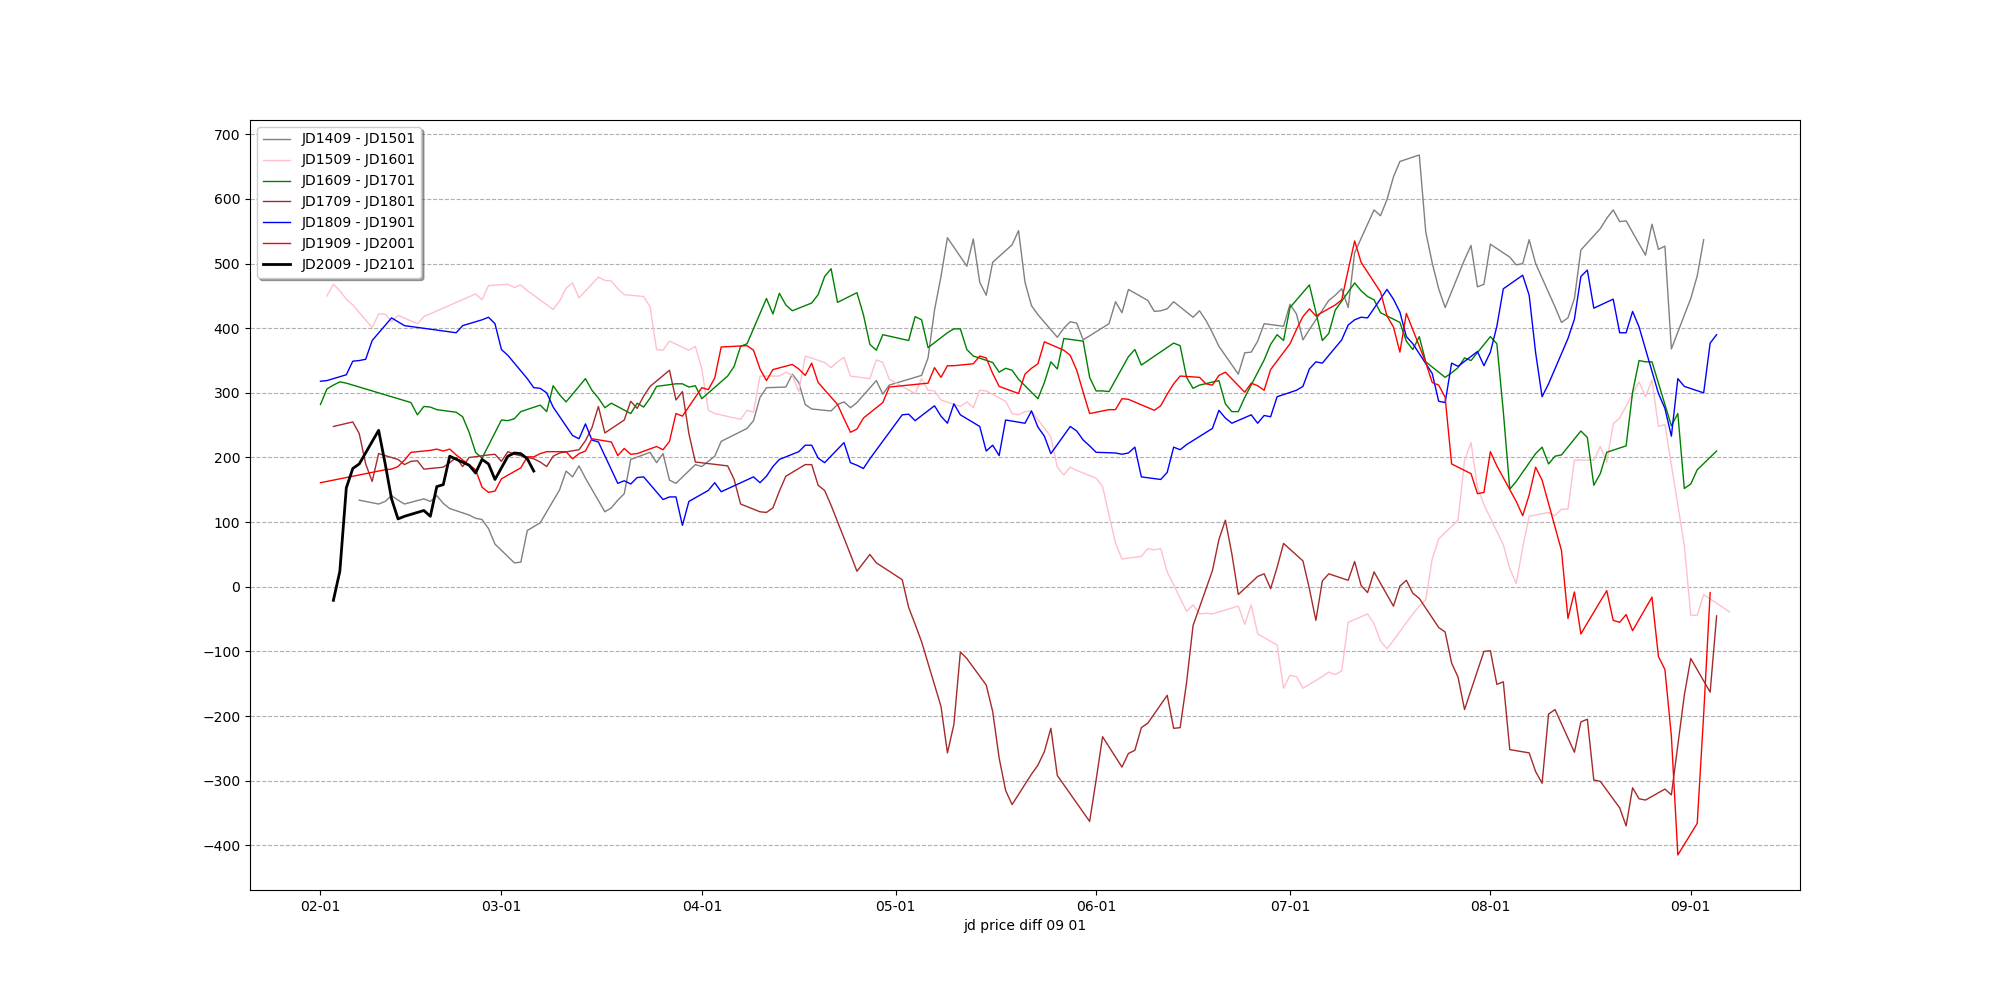 JD1409 - JD1501
JD1509 - JD1601
JD1609 - JD1701
JD1709 - JD1801
JD1809 - JD1901
JD1909 - JD2001
JD2009 - JD2101
700
600
500
400
300
200
100
0
−100
−200
−300
−400
02-01 03-01 04-01 05-01 06-01 07-01 08-01 09-01
jd price diff 09 01